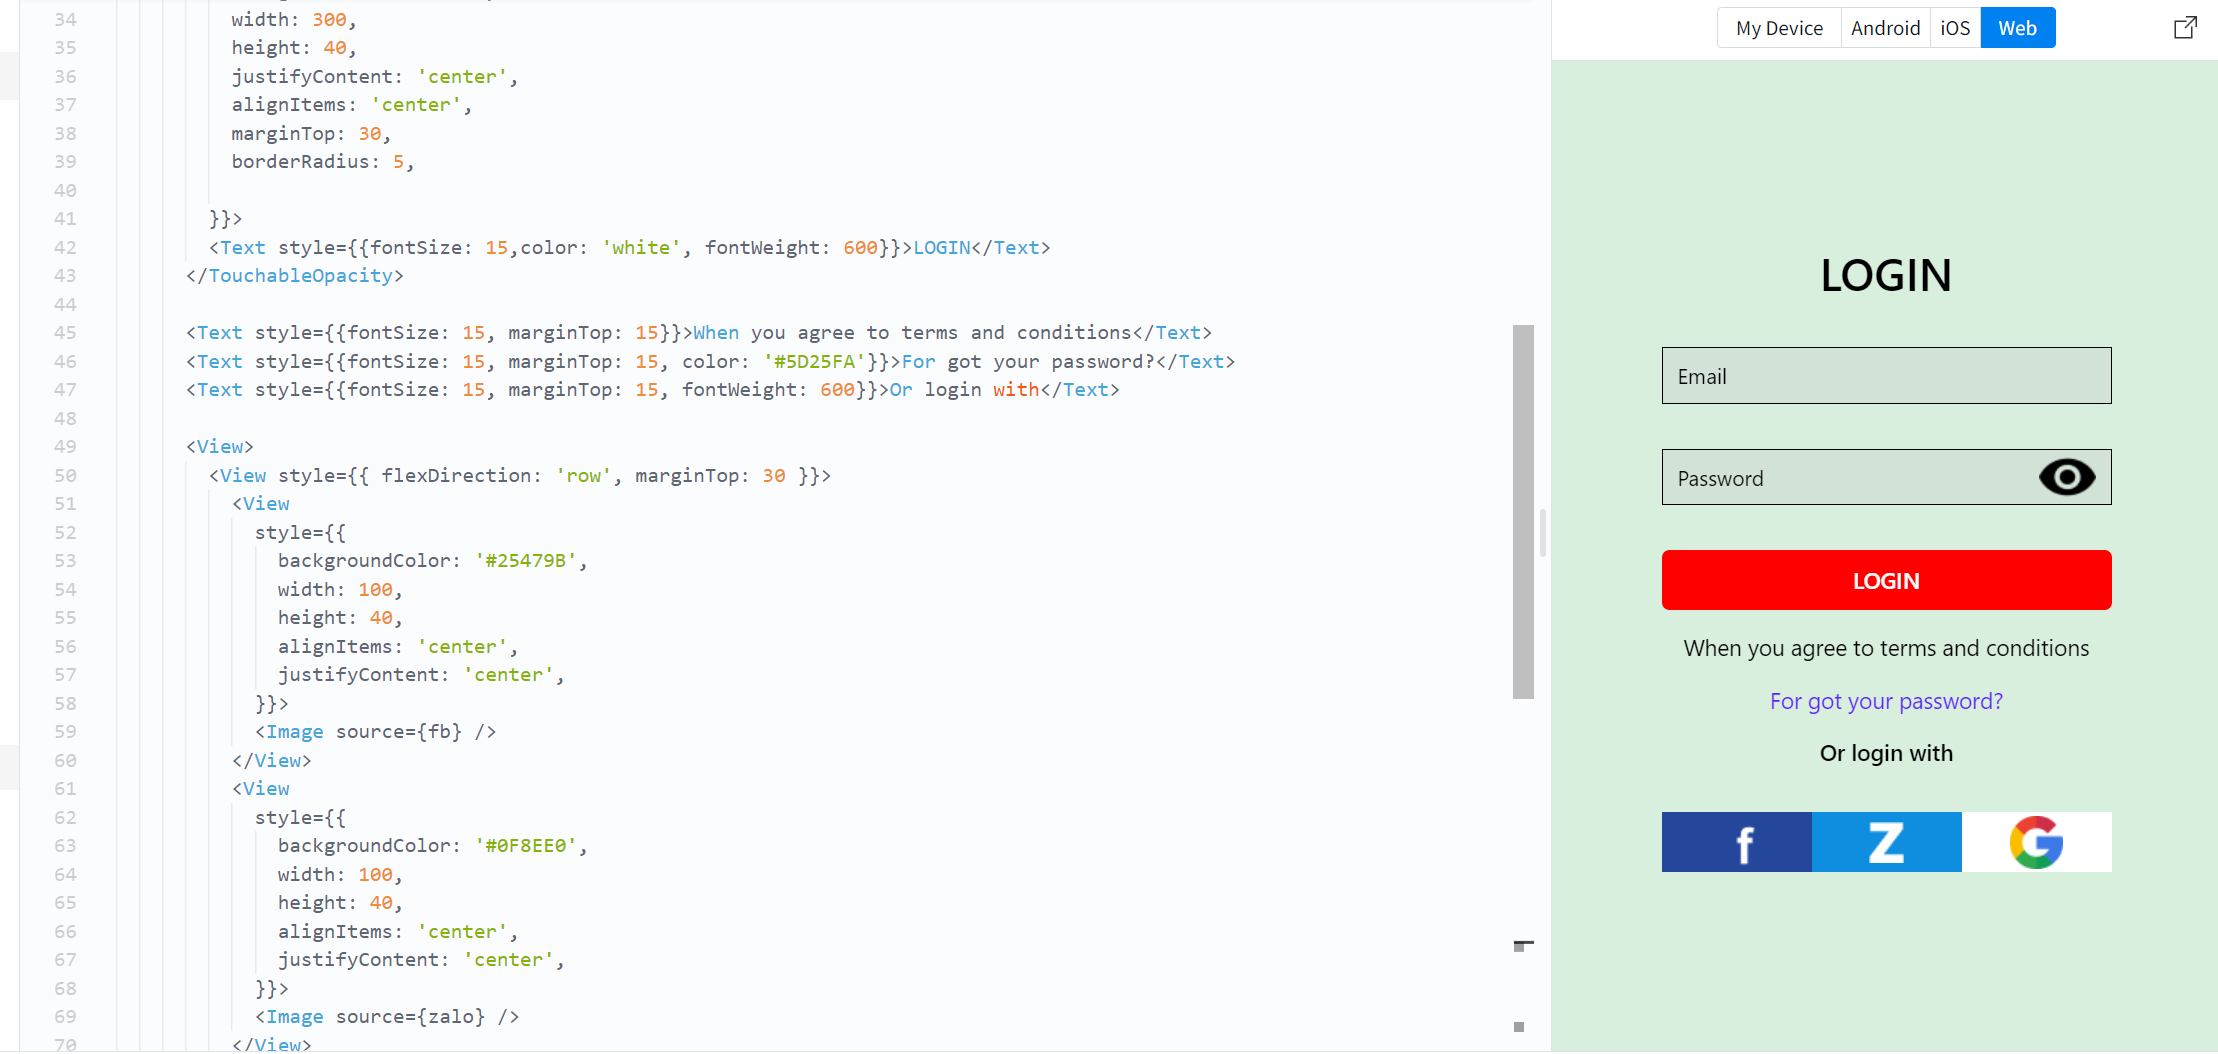 34 width: 300,
35 height: 40,
36 justifyContent: 'center',
37 alignItems: 'center',
38 marginTop: 30,
39 borderRadius: 5,
40
41 }}>
42 <Text style={{fontSize: 15,color: 'white', fontWeight: 600}}>LOGIN</Text>
43 </TouchableOpacity>
44
45 <Text style={{fontSize: 15, marginTop: 15}}>When you agree to terms and conditions</Text>
46 <Text style={{fontSize: 15, marginTop: 15, color: '#5D25FA'}}>For got your password?</Text>
47 <Text style={{fontSize: 15, marginTop: 15, fontWeight: 600}}>Or login with</Text>
48
49 <View>
50 <View style={{ flexDirection: 'row', marginTop: 30 }}>
51 <View
52 style={{
53 backgroundColor: '#25479B',
54 width: 100,
55 height: 40,
56 alignItems: 'center',
57 justifyContent: 'center',
58 }}>
59 <Image source={fb} />
60 </View>
61 <View
62 style={{
63 backgroundColor: '#0F8EE0',
64 width: 100,
65 height: 40,
66 alignItems: 'center',
67 justifyContent: 'center',
68 }}>
69 <Image source={zalo} />
70 </View>
My Device Android iOS Web
LOGIN
Email
Password
LOGIN
When you agree to terms and conditions
For got your password?
Or login with
f Z G